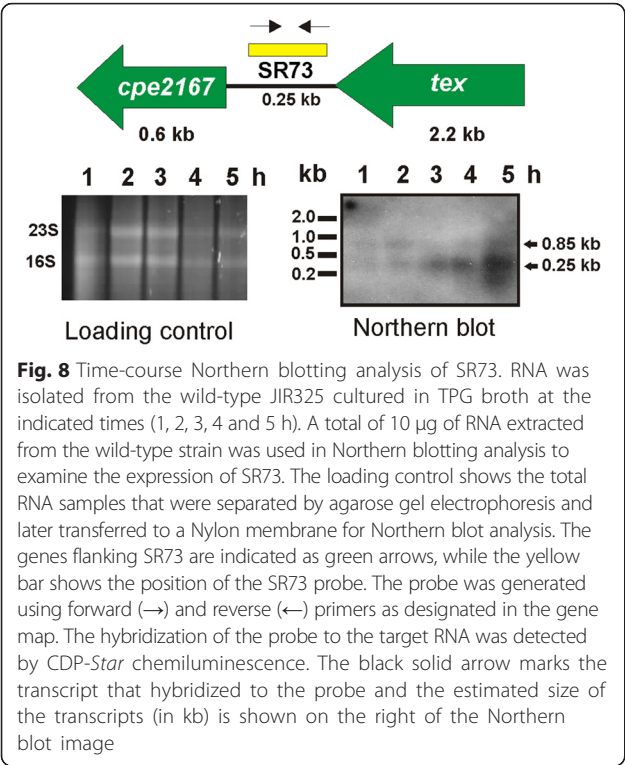 cpe2167
SR73
tex
0.25 kb
0.6 kb
2.2 kb
1 2 3 4 5 h
kb 1 2 3 4 5 h
23S
16S
2.0
1.0
0.5
0.2
0.85 kb
0.25 kb
Loading control
Northern blot
Fig. 8 Time-course Northern blotting analysis of SR73. RNA was
isolated from the wild-type JIR325 cultured in TPG broth at the
indicated times (1, 2, 3, 4 and 5 h). A total of 10 μg of RNA extracted
from the wild-type strain was used in Northern blotting analysis to
examine the expression of SR73. The loading control shows the total
RNA samples that were separated by agarose gel electrophoresis and
later transferred to a Nylon membrane for Northern blot analysis. The
genes flanking SR73 are indicated as green arrows, while the yellow
bar shows the position of the SR73 probe. The probe was generated
using forward (→) and reverse (←) primers as designated in the gene
map. The hybridization of the probe to the target RNA was detected
by CDP-Star chemiluminescence. The black solid arrow marks the
transcript that hybridized to the probe and the estimated size of
the transcripts (in kb) is shown on the right of the Northern
blot image